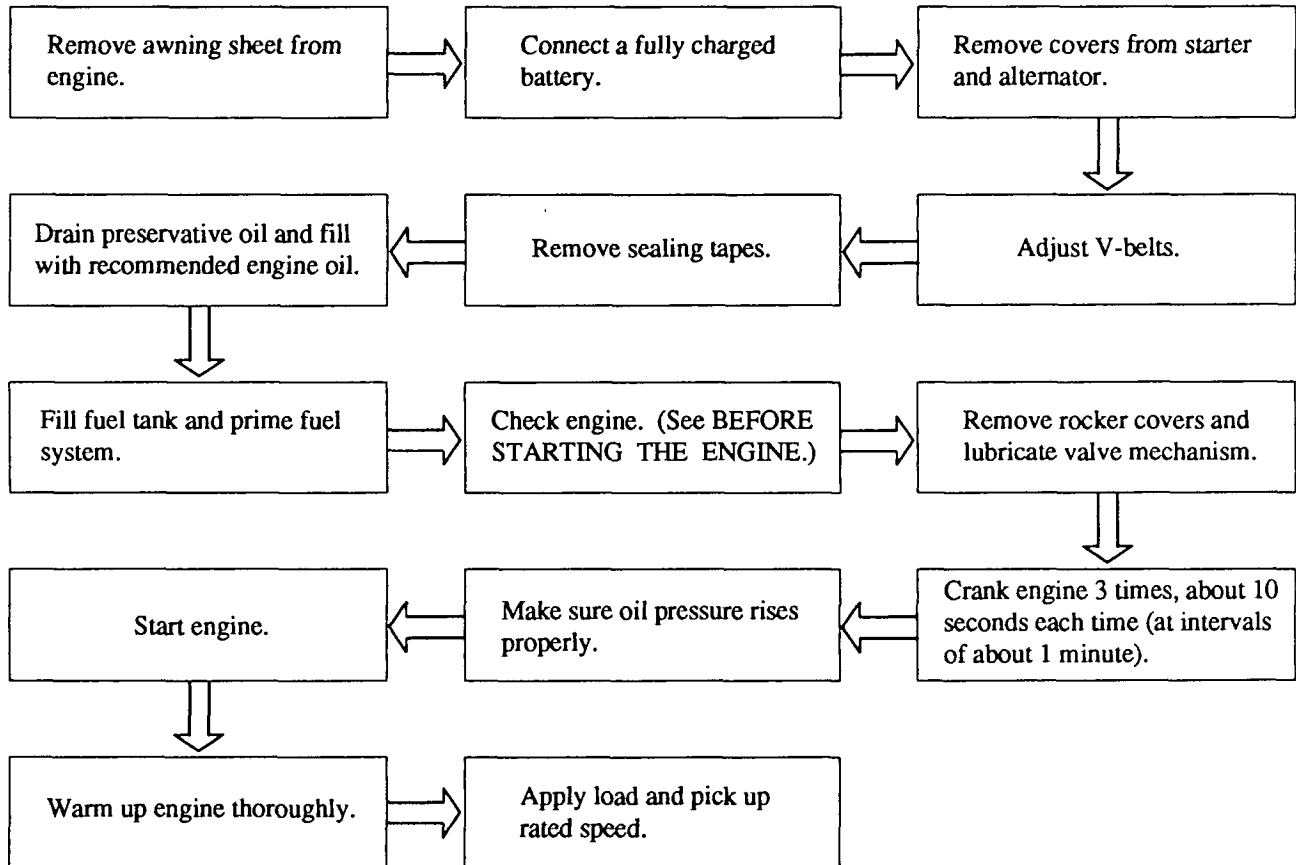 Remove awning sheet from
engine.
Connect a fully charged
battery.
Remove covers from starter
and alternator.
Adjust V-belts.
Remove sealing tapes.
Drain preservative oil and fill
with recommended engine oil.
Fill fuel tank and prime fuel
system.
Check engine. (See BEFORE
STARTING THE ENGINE.)
Remove rocker covers and
lubricate valve mechanism.
Crank engine 3 times, about 10
seconds each time (at intervals
of about 1 minute).
Make sure oil pressure rises
properly.
Start engine.
Warm up engine thoroughly.
Apply load and pick up
rated speed.